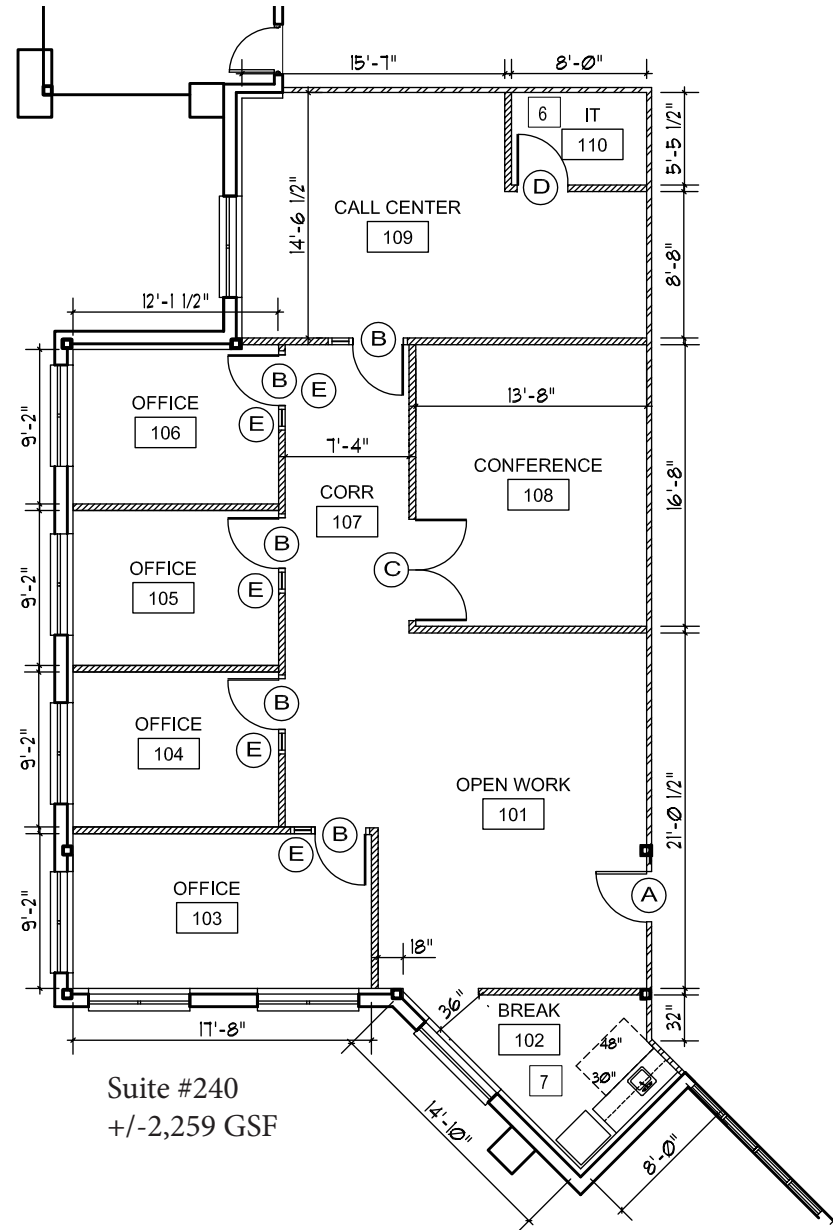 15'-7"
8'-0"
6
IT
110
5'-5 1/2"
D
CALL CENTER
109
14'-6 1/2"
8'-8"
12'-1 1/2"
B
B
E
13'-8"
OFFICE
106
E
9'-2"
7'-4"
CONFERENCE
108
16'-8"
CORR
107
B
C
OFFICE
105
E
9'-2"
B
OFFICE
104
E
9'-2"
OPEN WORK
101
21'-0 1/2"
B
E
OFFICE
103
9'-2"
A
18"
36"
BREAK
102
32"
17'-8"
48"
7
30"
Suite #240
+/-2,259 GSF
14'-10"
8'-0"